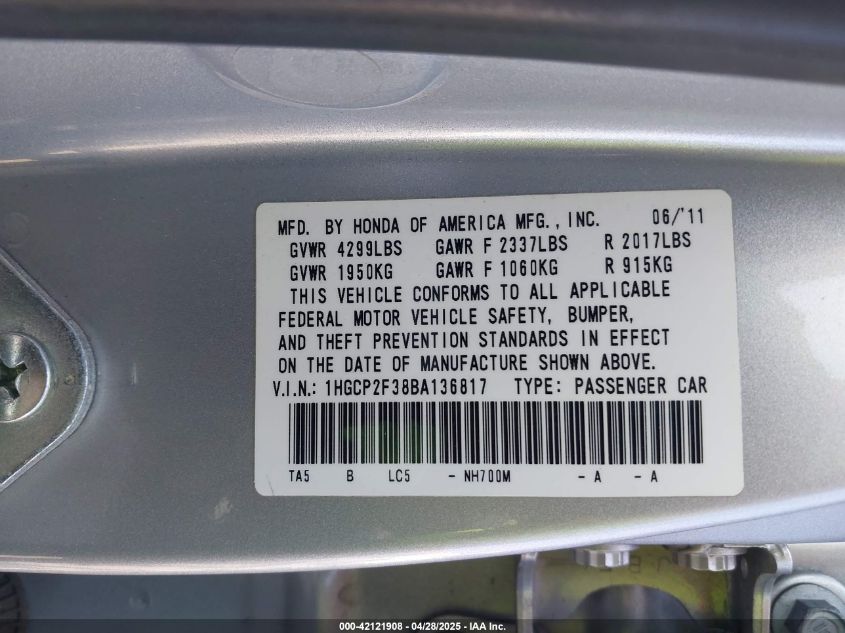 MFD. BY HONDA OF AMERICA MFG., INC. 06/'11
GVWR 4299LBS GAWR F 2337LBS R 2017LBS
GVWR 1950KG GAWR F 1060KG R 915KG
THIS VEHICLE CONFORMS TO ALL APPLICABLE
FEDERAL MOTOR VEHICLE SAFETY, BUMPER,
AND THEFT PREVENTION STANDARDS IN EFFECT
ON THE DATE OF MANUFACTURE SHOWN ABOVE.
V.I.N.: 1HGCP2F38BA136817 TYPE: PASSENGER CAR
TA5 B LC5 - NH700M - A - A
000-42121908 - 04/28/2025 - IAA Inc.